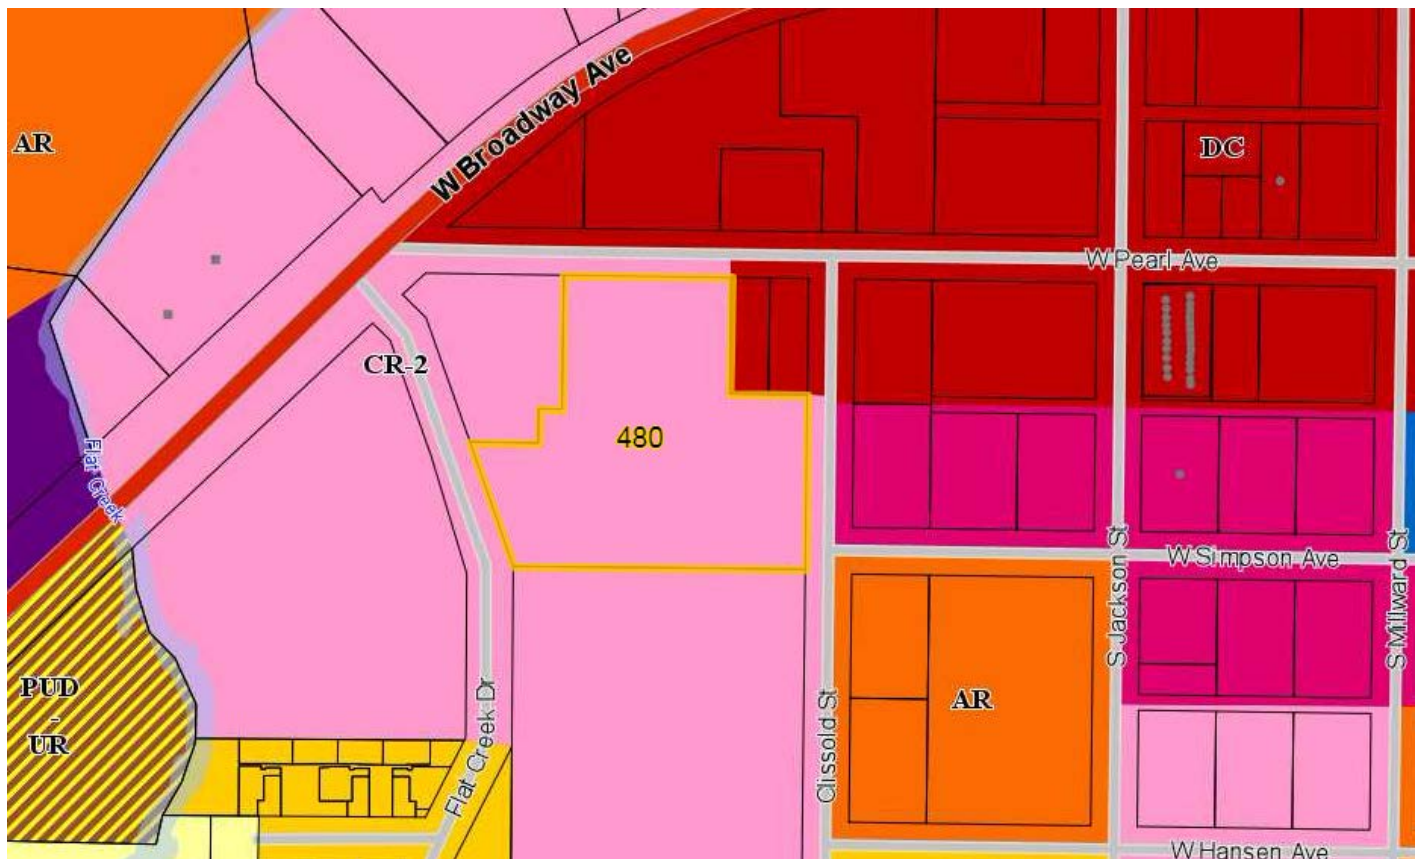 W Broadway Ave
AR
DC
W Pearl Ave
CR-2
480
Flat Creek
W Simpson Ave
S Jackson St
S Millward St
PUD
-
UR
AR
Flat Creek Dr
Clissold St
W Hansen Ave